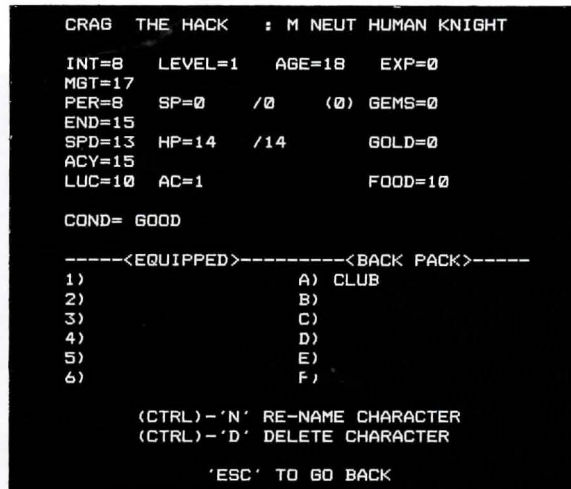 CRAG THE HACK : M NEUT HUMAN KNIGHT
INT=8 LEVEL=1 AGE=18 EXP=0
MGT=17
PER=8 SP=0 /0 (0) GEMS=0
END=15
SPD=13 HP=14 /14 GOLD=0
ACY=15
LUC=10 AC=1 FOOD=10
COND= GOOD
-----<EQUIPPED>---------<BACK PACK>-----
1) A) CLUB
2) B)
3) C)
4) D)
5) E)
6) F)
(CTRL)-'N' RE-NAME CHARACTER
(CTRL)-'D' DELETE CHARACTER
'ESC' TO GO BACK